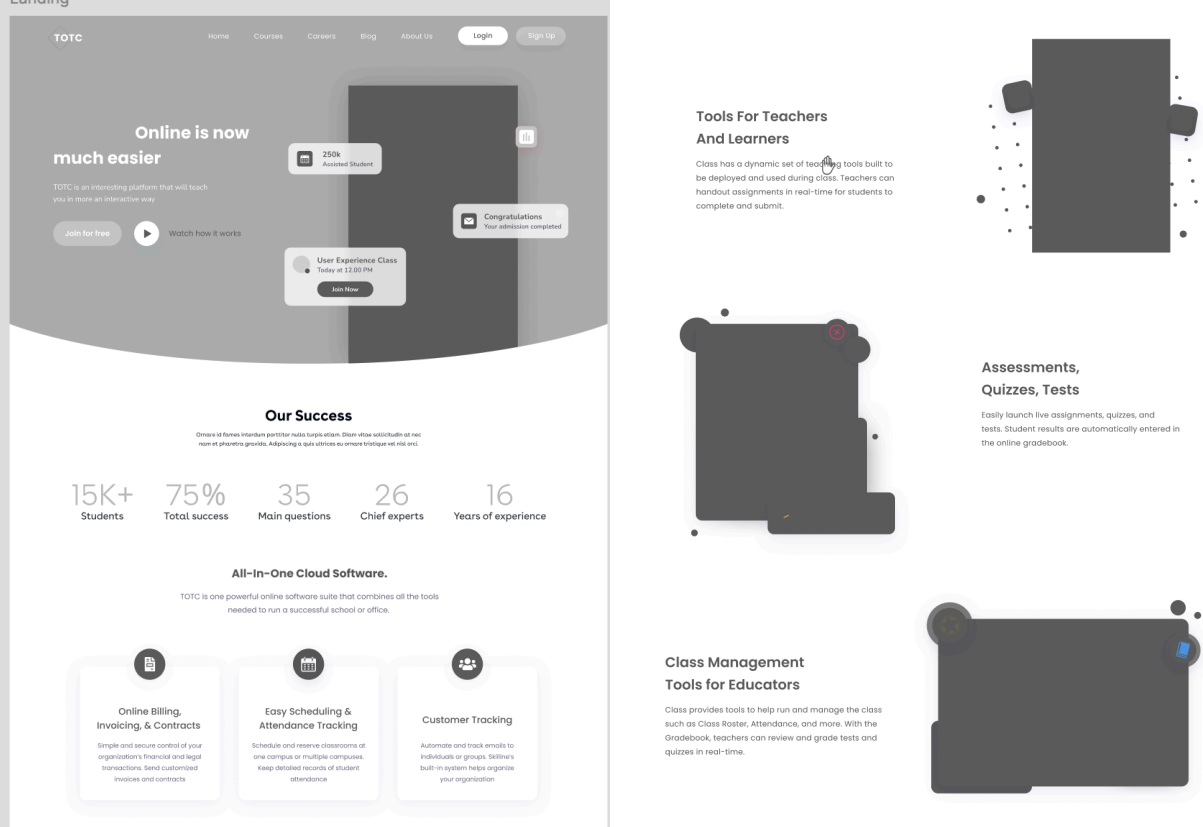 Landing
TOTC
Home
Courses
Careers
Blog
About Us
Login
Sign Up
Online is now
much easier
TOTC is an interesting platform that will teach
you in more an interactive way
Join for free
Watch how it works
250k
Assisted Student
Congratulations
Your admission completed
User Experience Class
Today at 12.00 PM
Join Now
Our Success
Ornare id fames interdum porttitor nulla turpis etiam. Diam vitae sollicitudin at nec
nam et pharetra gravida. Adipiscing a quis ultrices eu ornare tristique vel nisl orci.
15K+
Students
75%
Total success
35
Main questions
26
Chief experts
16
Years of experience
All-In-One Cloud Software.
TOTC is one powerful online software suite that combines all the tools
needed to run a successful school or office.
Online Billing,
Invoicing, & Contracts
Simple and secure control of your
organization's financial and legal
transactions. Send customized
invoices and contracts
Easy Scheduling &
Attendance Tracking
Schedule and reserve classrooms at
one campus or multiple campuses.
Keep detailed records of student
attendance
Customer Tracking
Automate and track emails to
individuals or groups. Skilline's
built-in system helps organize
your organization
Tools For Teachers
And Learners
Class has a dynamic set of teaching tools built to
be deployed and used during class. Teachers can
handout assignments in real-time for students to
complete and submit.
Assessments,
Quizzes, Tests
Easily launch live assignments, quizzes, and
tests. Student results are automatically entered in
the online gradebook.
Class Management
Tools for Educators
Class provides tools to help run and manage the class
such as Class Roster, Attendance, and more. With the
Gradebook, teachers can review and grade tests and
quizzes in real-time.